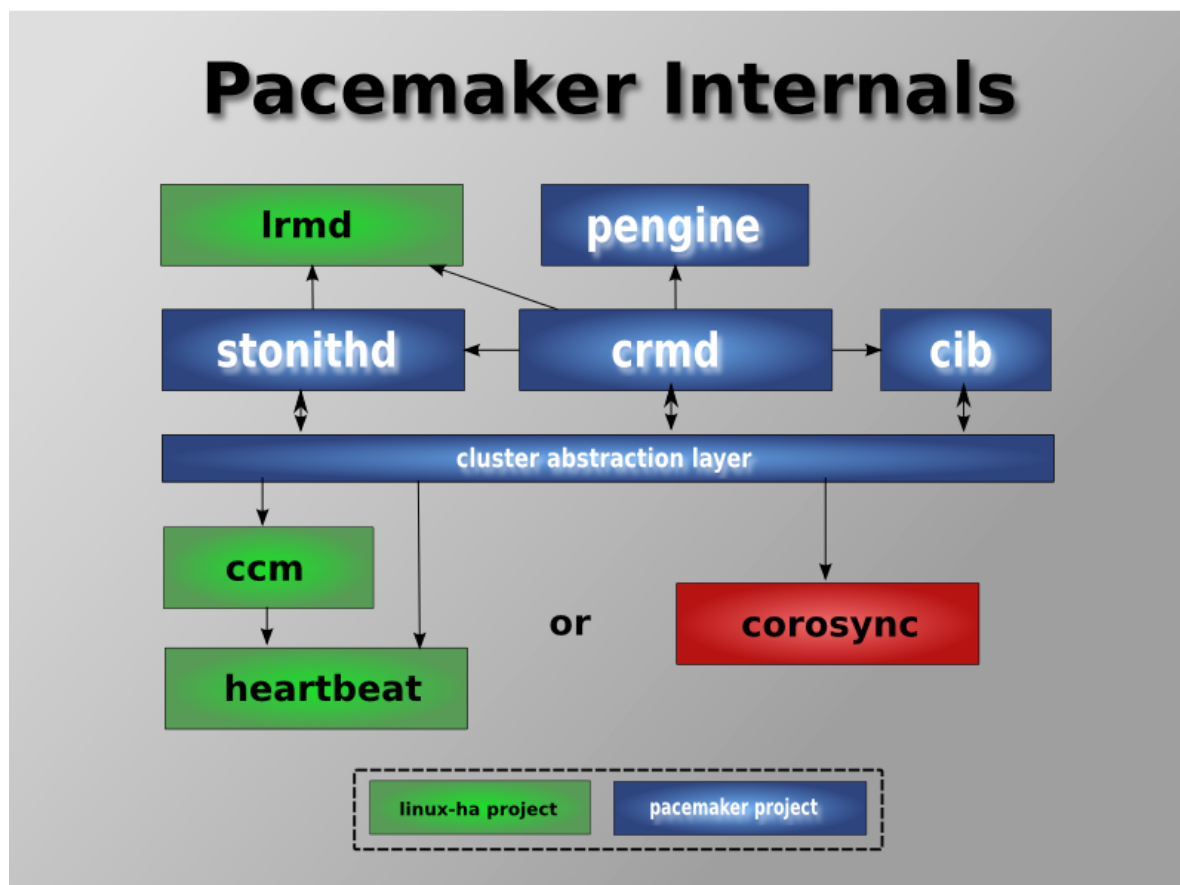 Pacemaker Internals
lrmd
pengine
stonithd
crmd
cib
cluster abstraction layer
ccm
or
corosync
heartbeat
linux-ha project
pacemaker project